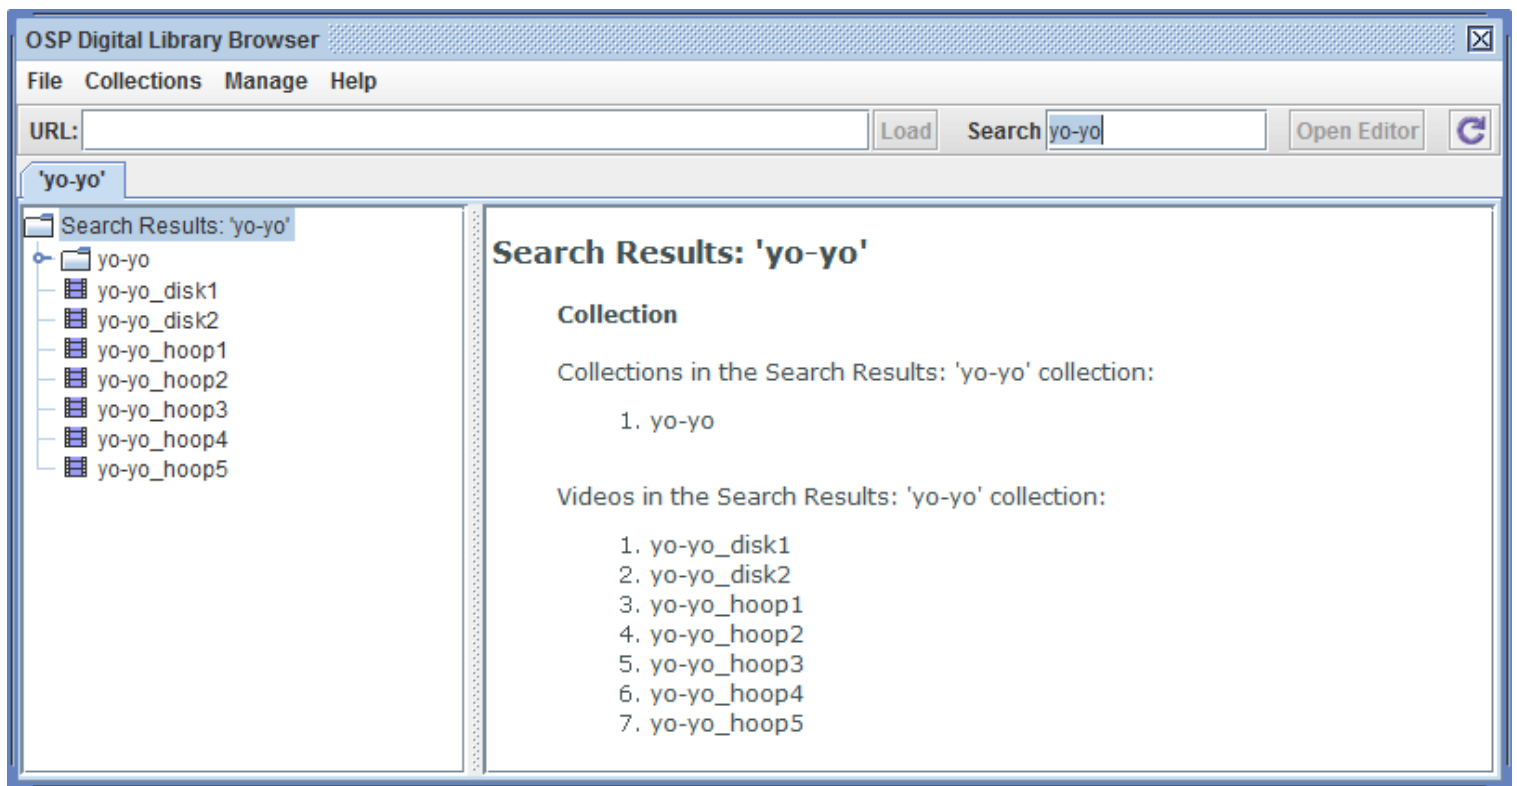 OSP Digital Library Browser
File Collections Manage Help
URL: Load Search yo-yo Open Editor
'yo-yo'
Search Results: 'yo-yo'
yo-yo
yo-yo_disk1
yo-yo_disk2
yo-yo_hoop1
yo-yo_hoop2
yo-yo_hoop3
yo-yo_hoop4
yo-yo_hoop5
Search Results: 'yo-yo'
Collection
Collections in the Search Results: 'yo-yo' collection:
1. yo-yo
Videos in the Search Results: 'yo-yo' collection:
1. yo-yo_disk1
2. yo-yo_disk2
3. yo-yo_hoop1
4. yo-yo_hoop2
5. yo-yo_hoop3
6. yo-yo_hoop4
7. yo-yo_hoop5